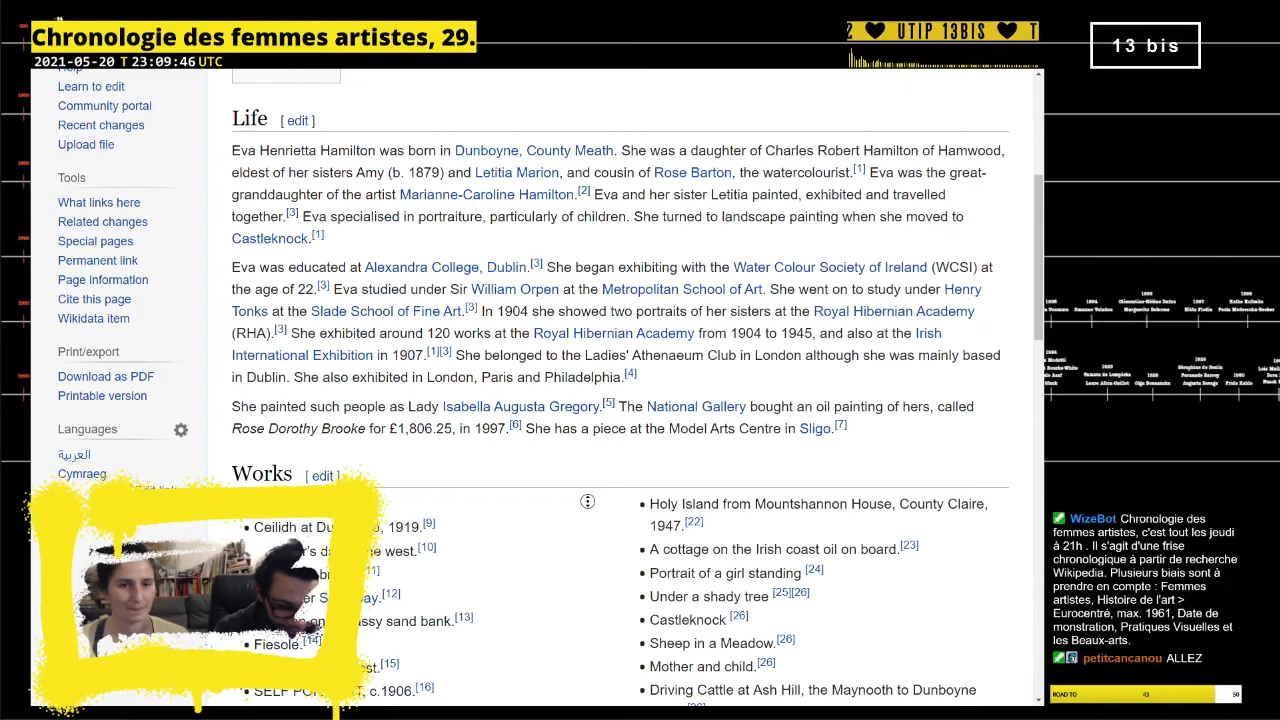 Chronologie des femmes artistes, 29.
2021-05-20 T 23:09:46 UTC
UTIP 13BIS
13 bis
Help
Learn to edit
Community portal
Recent changes
Upload file
Tools
What links here
Related changes
Special pages
Permanent link
Page information
Cite this page
Wikidata item
Print/export
Download as PDF
Printable version
Languages
العربية
Cymraeg
Edit links
Life [ edit ]
Eva Henrietta Hamilton was born in Dunboyne, County Meath. She was a daughter of Charles Robert Hamilton of Hamwood,
eldest of her sisters Amy (b. 1879) and Letitia Marion, and cousin of Rose Barton, the watercolourist.[1] Eva was the great-
granddaughter of the artist Marianne-Caroline Hamilton.[2] Eva and her sister Letitia painted, exhibited and travelled
together.[3] Eva specialised in portraiture, particularly of children. She turned to landscape painting when she moved to
Castleknock.[1]
Eva was educated at Alexandra College, Dublin.[3] She began exhibiting with the Water Colour Society of Ireland (WCSI) at
the age of 22.[3] Eva studied under Sir William Orpen at the Metropolitan School of Art. She went on to study under Henry
Tonks at the Slade School of Fine Art.[3] In 1904 she showed two portraits of her sisters at the Royal Hibernian Academy
(RHA).[3] She exhibited around 120 works at the Royal Hibernian Academy from 1904 to 1945, and also at the Irish
International Exhibition in 1907.[1][3] She belonged to the Ladies' Athenaeum Club in London although she was mainly based
in Dublin. She also exhibited in London, Paris and Philadelphia.[4]
She painted such people as Lady Isabella Augusta Gregory.[5] The National Gallery bought an oil painting of hers, called
Rose Dorothy Brooke for £1,806.25, in 1997.[6] She has a piece at the Model Arts Centre in Sligo.[7]
Works [ edit ]
Ceilidh at Du 1919.[9]
west.[10]
[11]
day.[12]
sand bank.[13]
Fiesole.[14]
[15]
SELF c.1906.[16]
• Holy Island from Mountshannon House, County Claire,
1947.[22]
• A cottage on the Irish coast oil on board.[23]
• Portrait of a girl standing [24]
• Under a shady tree [25][26]
• Castleknock [26]
• Sheep in a Meadow.[26]
• Mother and child.[26]
• Driving Cattle at Ash Hill, the Maynooth to Dunboyne
WizeBot Chronologie des
femmes artistes, c'est tout les jeudi
à 21h . Il s'agit d'une frise
chronologique à partir de recherche
Wikipedia. Plusieurs biais sont à
prendre en compte : Femmes
artistes, Histoire de l'art >
Eurocentré, max. 1961, Date de
monstration, Pratiques Visuelles et
les Beaux-arts.
petitcancanou ALLEZ
ROAD TO 43 50